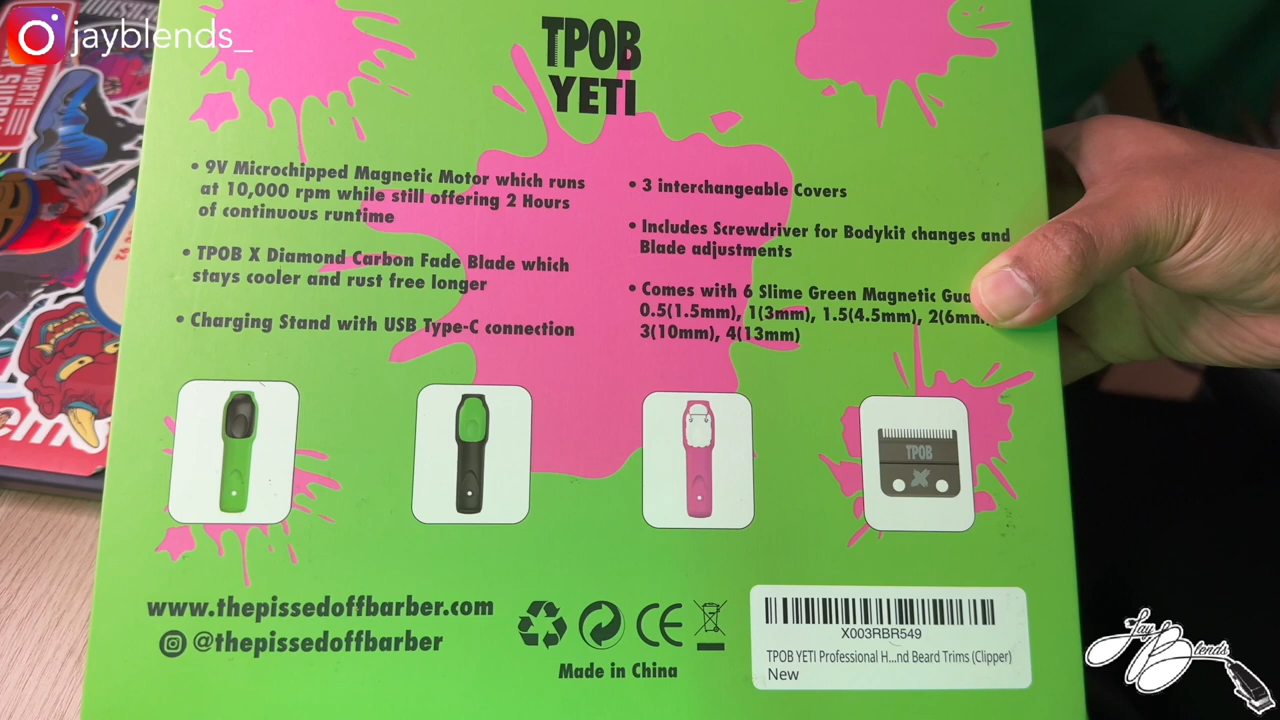 jayblends_
TPOB
YETI
• 9V Microchipped Magnetic Motor which runs
at 10,000 rpm while still offering 2 Hours
of continuous runtime
• TPOB X Diamond Carbon Fade Blade which
stays cooler and rust free longer
• Charging Stand with USB Type-C connection
• 3 interchangeable Covers
• Includes Screwdriver for Bodykit changes and
Blade adjustments
• Comes with 6 Slime Green Magnetic
0.5(1.5mm), 1(3mm), 1.5(4.5mm), 2(6mm
3(10mm), 4(13mm)
TPOB
X
www.thepissedoffbarber.com
@thepissedoffbarber
CE
Made in China
X003RBR549
TPOB YETI Professional H...nd Beard Trims (Clipper)
New
Jay Blends
WORTH